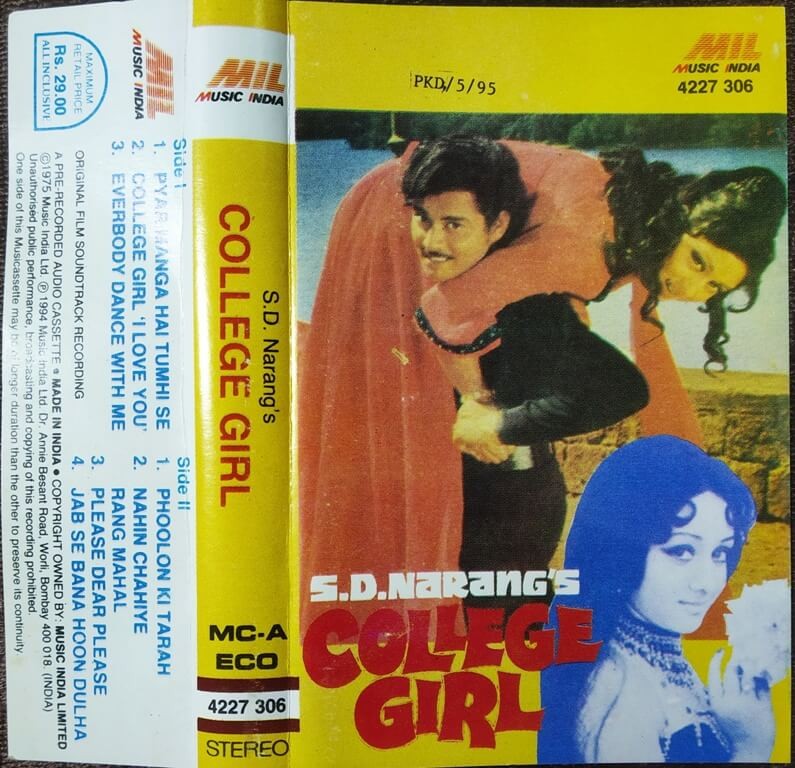 MAXIMUM
RETAIL PRICE
Rs. 29.00
ALL INCLUSIVE
MIL
MUSIC INDIA
Side I
1. PYAR MANGA HAI TUMHI SE
2. COLLEGE GIRL 'I LOVE YOU'
3. EVERBODY DANCE WITH ME
Side II
1. PHOOLON KI TARAH
2. NAHIN CHAHIYE
RANG MAHAL
3. PLEASE DEAR PLEASE
4. JAB SE BANA HOON DULHA
ORIGINAL FILM SOUNDTRACK RECORDING
A PRE-RECORDED AUDIO CASSETTE ● MADE IN INDIA ● COPYRIGHT OWNED BY: MUSIC INDIA LIMITED
©1975 Music India Ltd. ℗ 1994 Music India Ltd. Dr. Annie Besant Road, Worli, Bombay 400 018. (INDIA)
Unauthorised public performance, broadcasting and copying of this recording prohibited.
One side of this Musicassette may be of longer duration than the other to preserve its continuity
MIL
MUSIC INDIA
S.D. Narang's
COLLEGE GIRL
MC-A
ECO
4227 306
STEREO
PKD/5/95
MIL
MUSIC INDIA
4227 306
S.D.NARANG'S
COLLEGE
GIRL